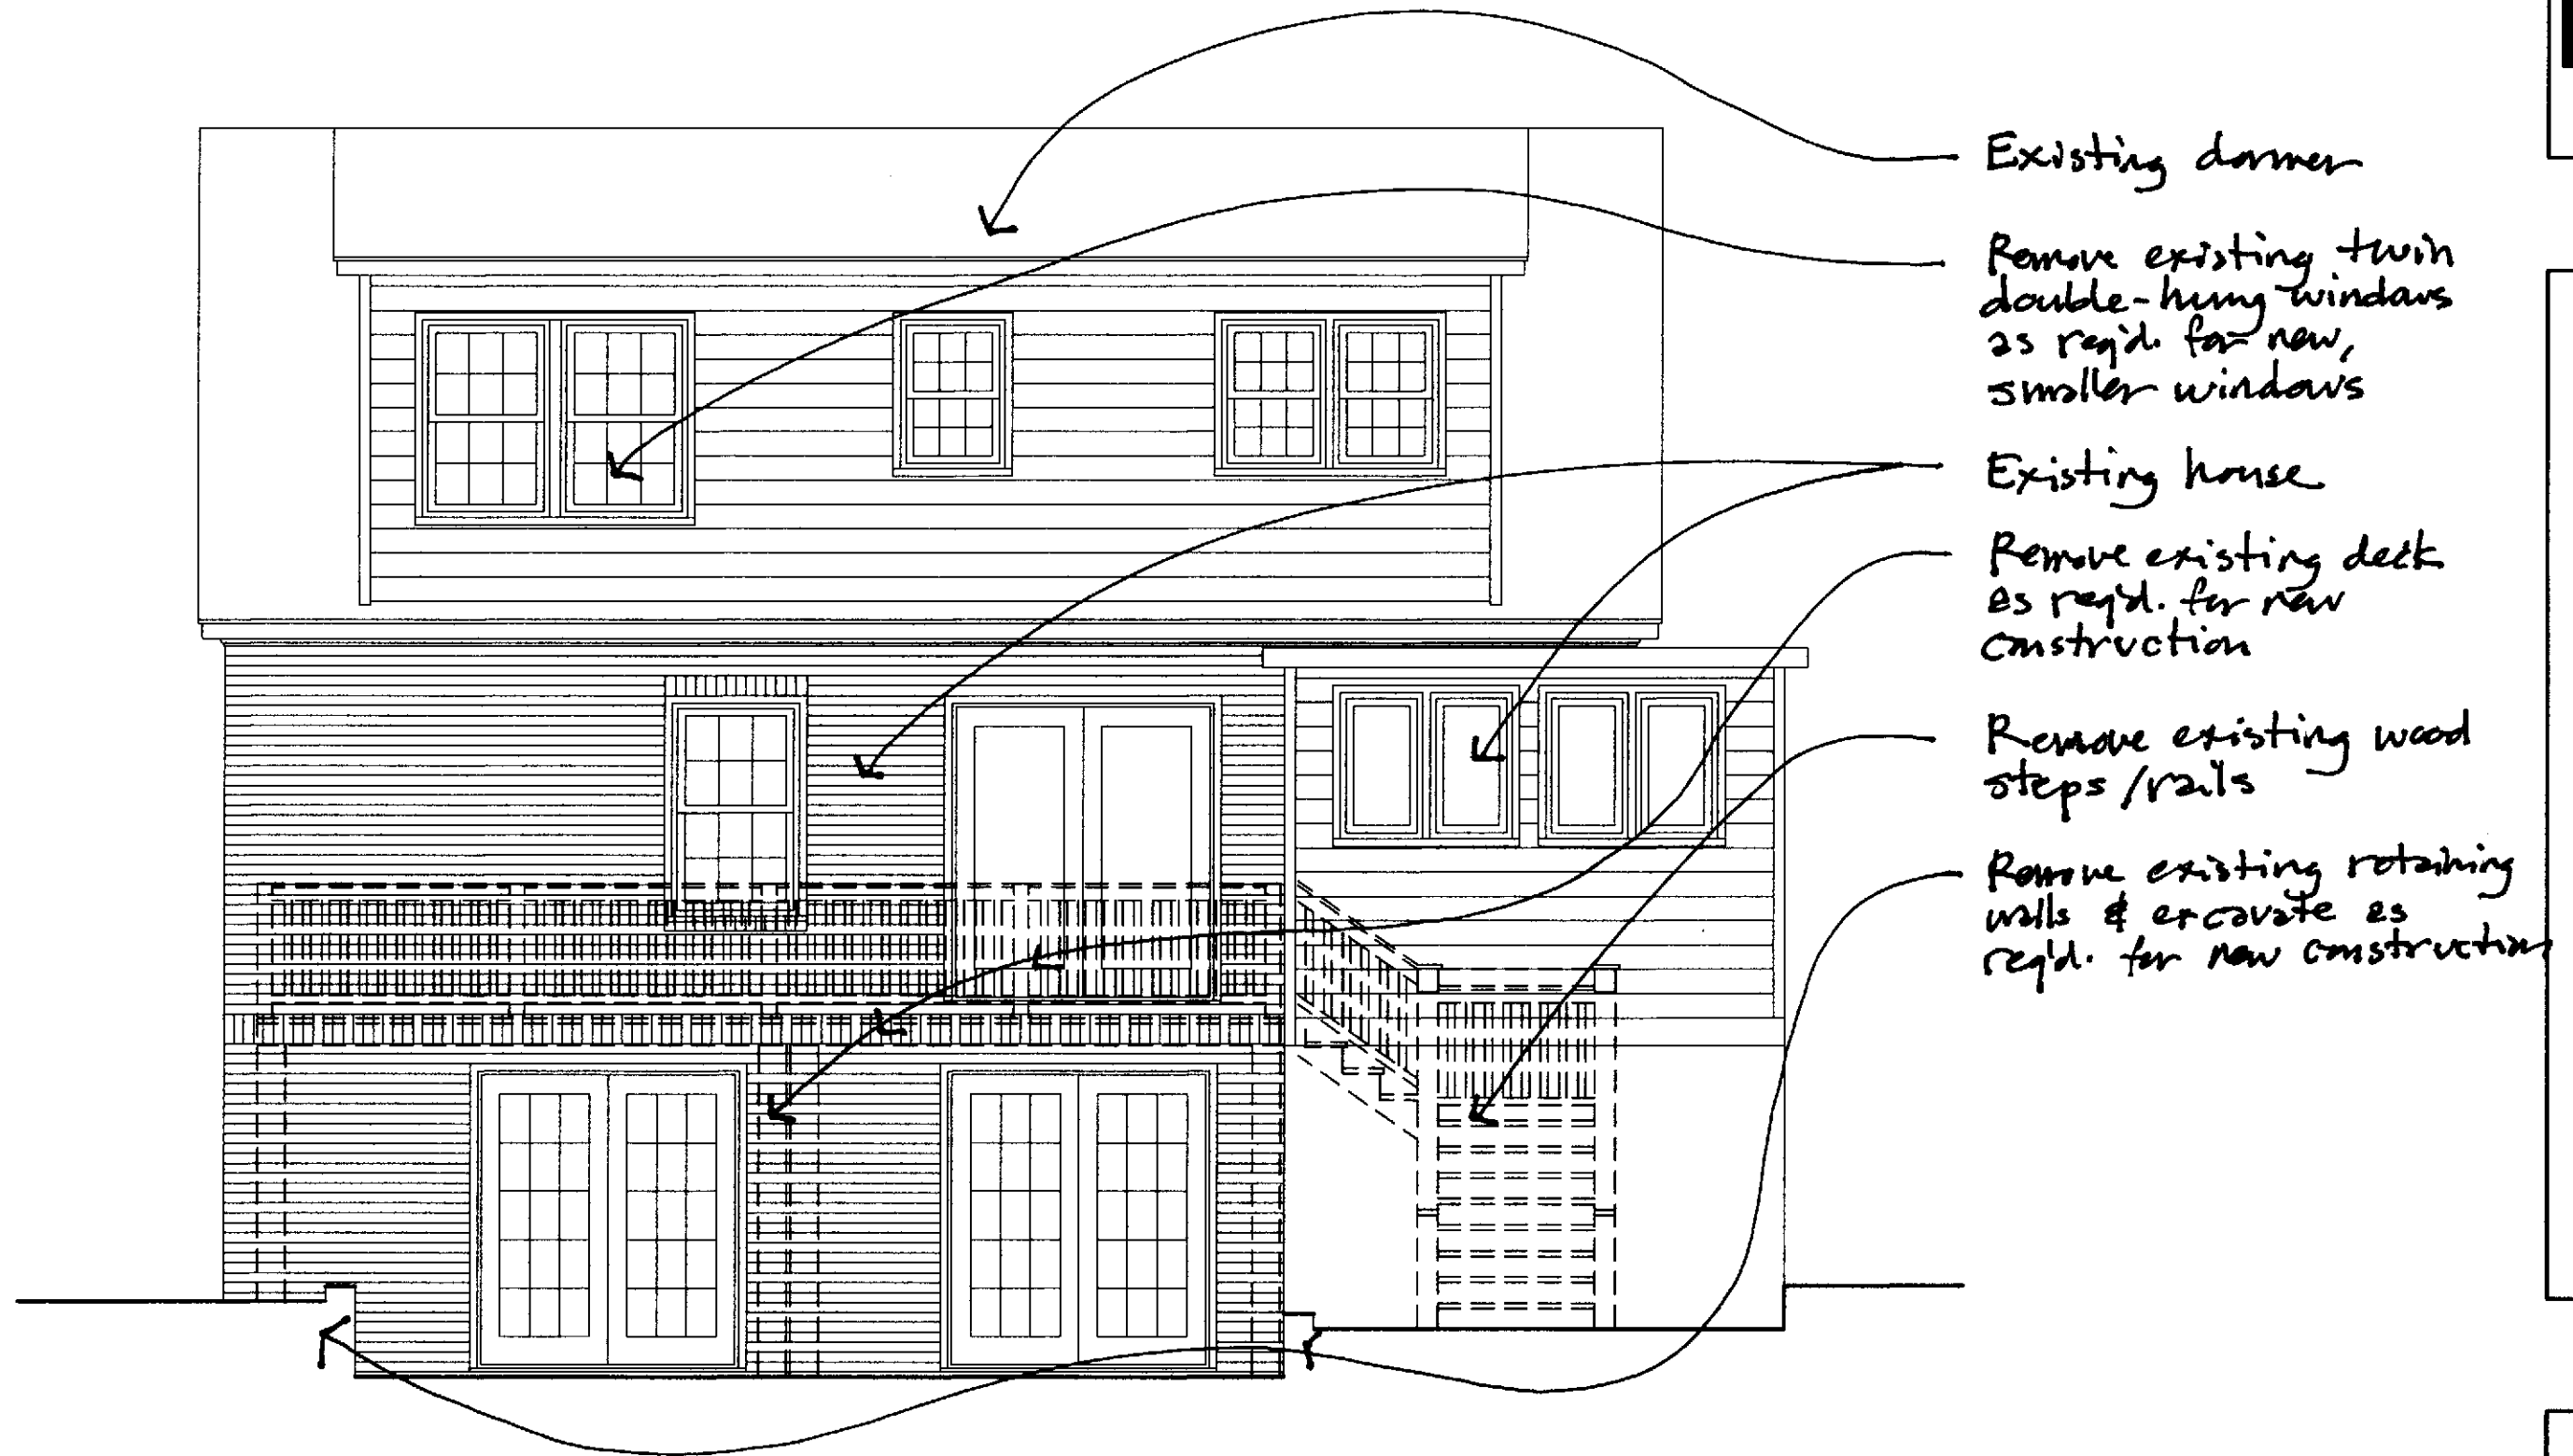 Existing dormer
Remove existing twin
double-hung windows
as req'd. for new,
smaller windows
Existing house
Remove existing deck
as req'd. for new
construction
Remove existing wood
steps/rails
Remove existing retaining
walls & excavate as
req'd. for new construction